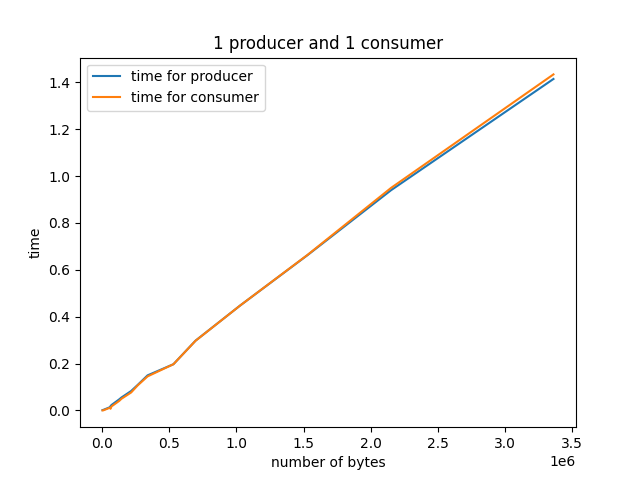 1 producer and 1 consumer
time for producer
time for consumer
1.4
1.2
1.0
0.8
0.6
0.4
0.2
0.0
time
0.0 0.5 1.0 1.5 2.0 2.5 3.0 3.5
1e6
number of bytes